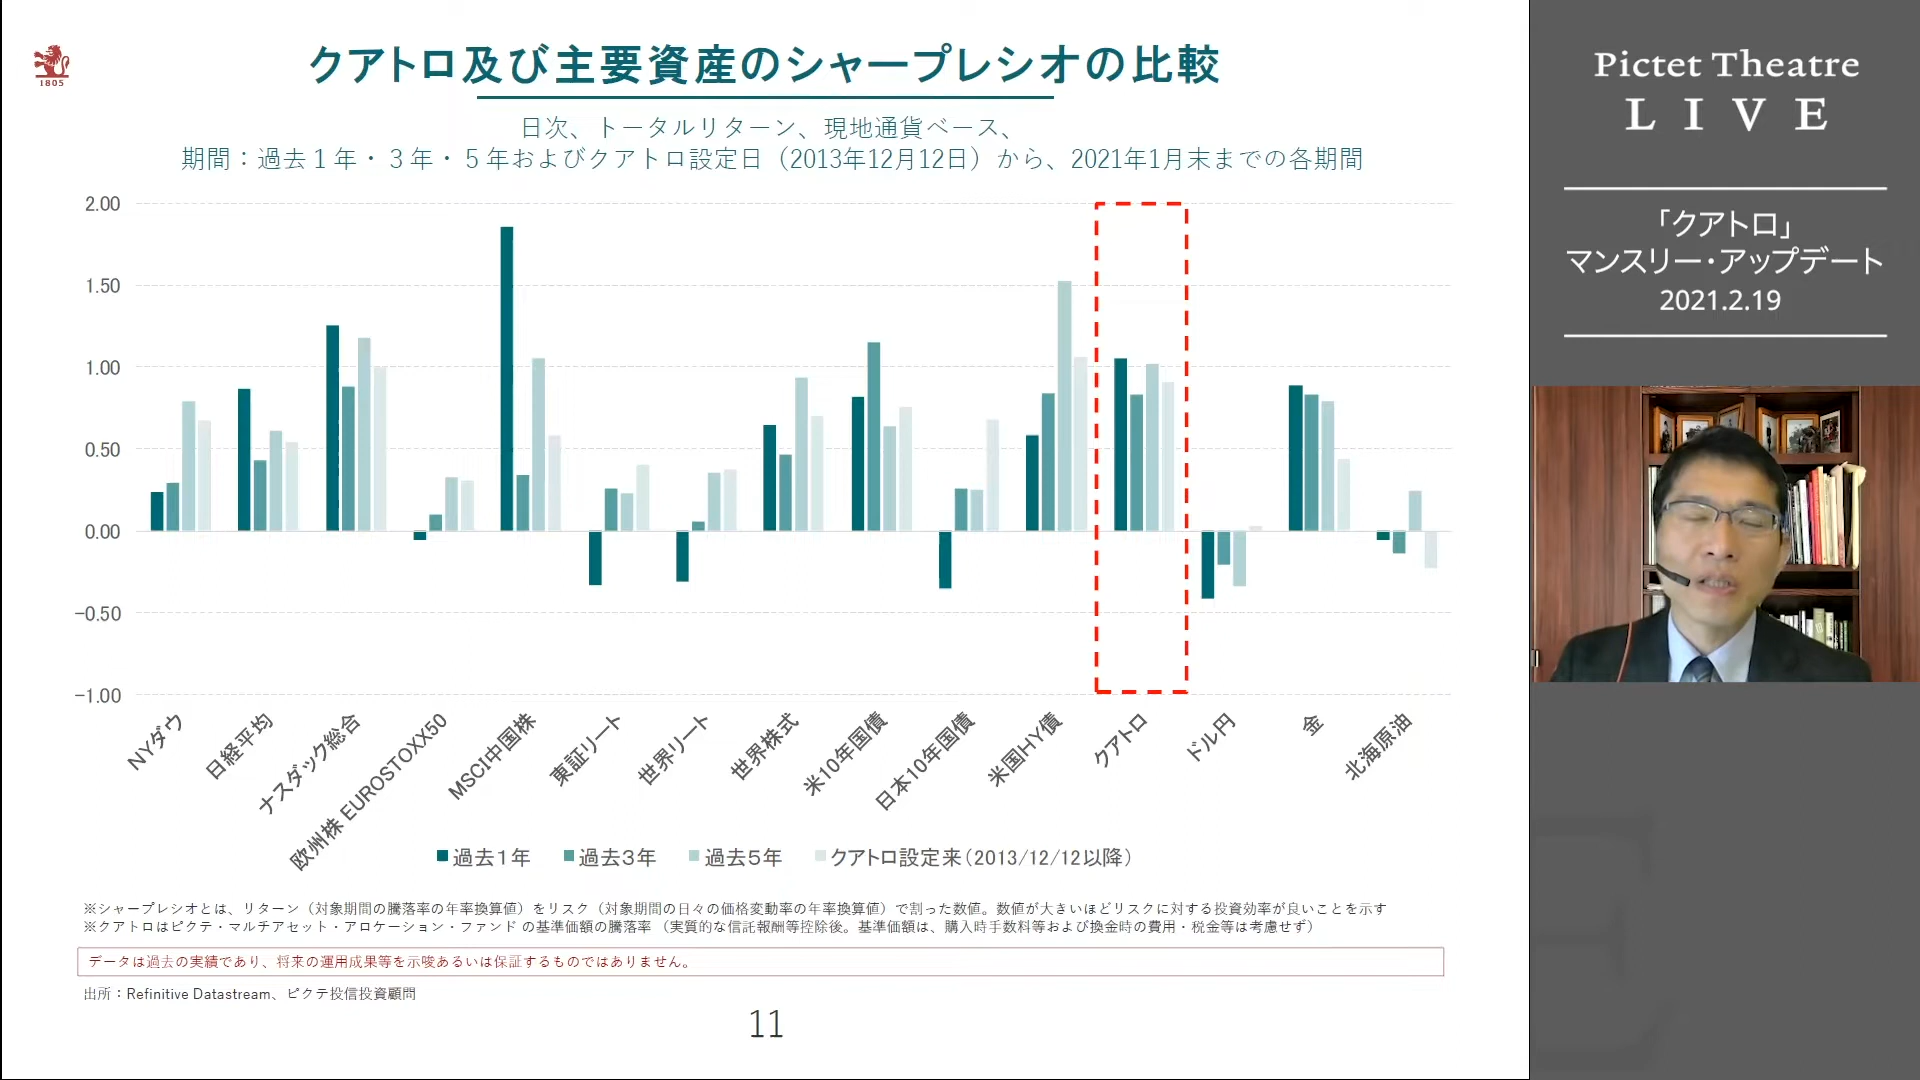 1805
クアトロ及び主要資産のシャープレシオの比較
日次、トータルリターン、現地通貨ベース、
期間：過去１年・３年・５年およびクアトロ設定日（2013年12月12日）から、2021年1月末までの各期間
2.00
1.50
1.00
0.50
0.00
−0.50
−1.00
NYダウ
日経平均
ナスダック総合
欧州株 EUROSTOXX50
MSCI中国株
東証リート
世界リート
世界株式
米10年国債
日本10年国債
米国HY債
クアトロ
ドル円
金
北海原油
過去１年 過去３年 過去５年 クアトロ設定来（2013/12/12以降）
※シャープレシオとは、リターン（対象期間の騰落率の年率換算値）をリスク（対象期間の日々の価格変動率の年率換算値）で割った数値。数値が大きいほどリスクに対する投資効率が良いことを示す
※クアトロはピクテ・マルチアセット・アロケーション・ファンド の基準価額の騰落率 （実質的な信託報酬等控除後。基準価額は、購入時手数料等および換金時の費用・税金等は考慮せず）
データは過去の実績であり、将来の運用成果等を示唆あるいは保証するものではありません。
出所：Refinitive Datastream、ピクテ投信投資顧問
11
Pictet Theatre
LIVE
「クアトロ」
マンスリー・アップデート
2021.2.19